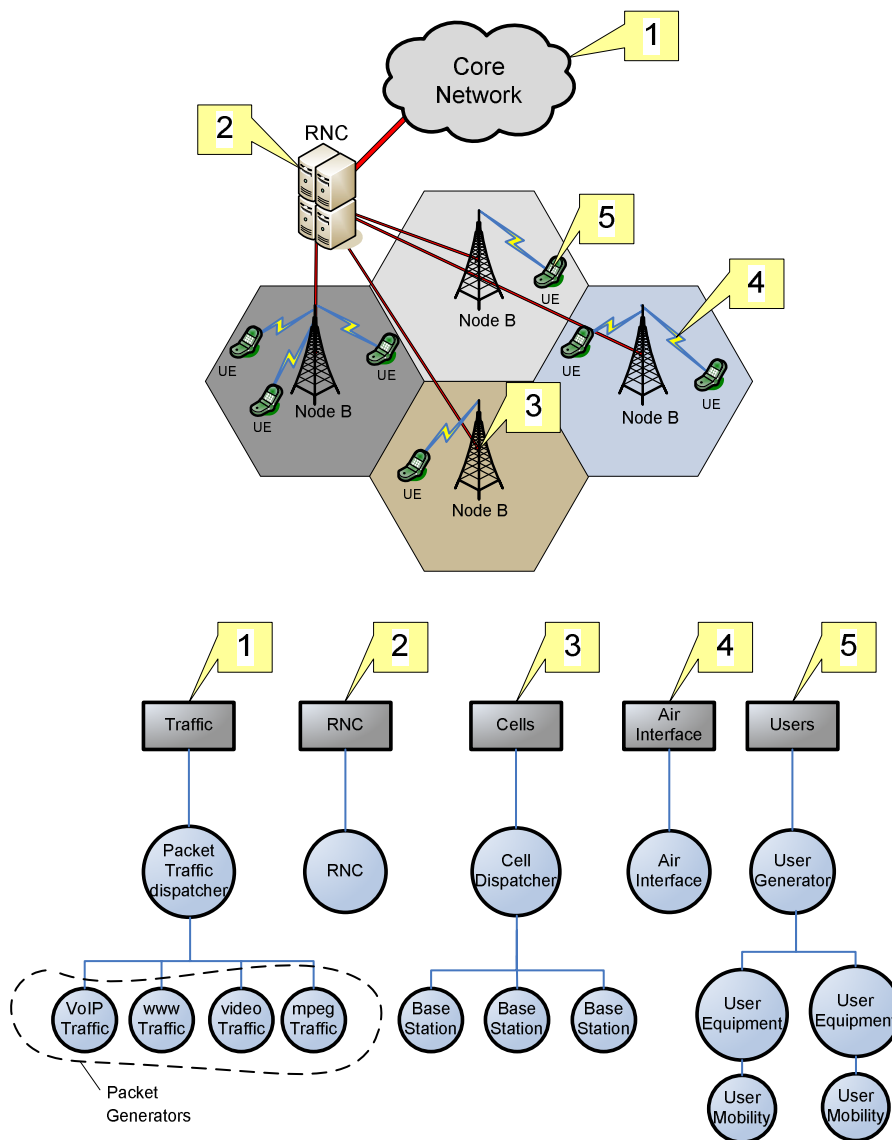 1
Core
Network
2
RNC
5
UE
Node B
4
UE
UE
UE
Node B
UE
UE
Node B
3
UE
Node B
1
2
3
4
5
Traffic
RNC
Cells
Air
Interface
Users
Packet
Traffic
dispatcher
RNC
Cell
Dispatcher
Air
Interface
User
Generator
VoIP
Traffic
www
Traffic
video
Traffic
mpeg
Traffic
Base
Station
Base
Station
Base
Station
User
Equipment
User
Equipment
Packet
Generators
User
Mobility
User
Mobility